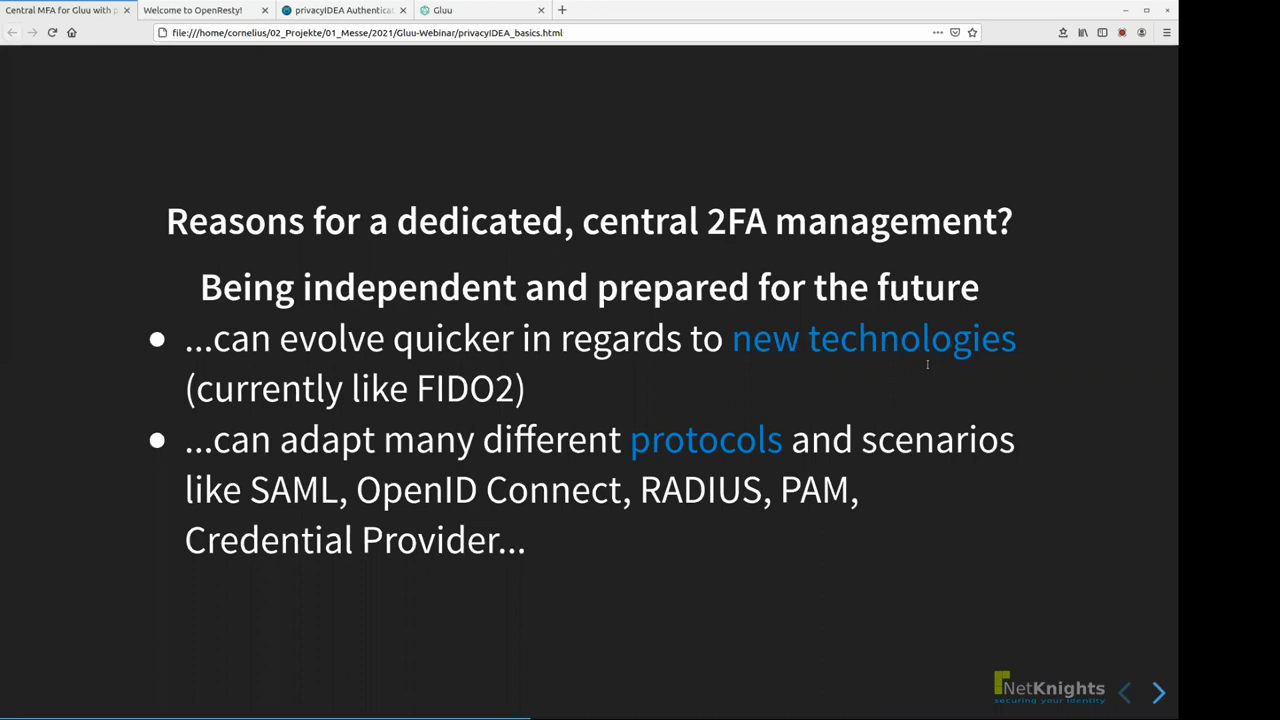 Central MFA for Gluu with p
Welcome to OpenResty!
privacyIDEA Authenticat
Gluu
file:///home/cornelius/02_Projekte/01_Messe/2021/Gluu-Webinar/privacyIDEA_basics.html
Reasons for a dedicated, central 2FA management?
Being independent and prepared for the future
...can evolve quicker in regards to new technologies
(currently like FIDO2)
...can adapt many different protocols and scenarios
like SAML, OpenID Connect, RADIUS, PAM,
Credential Provider...
NetKnights
securing your identity